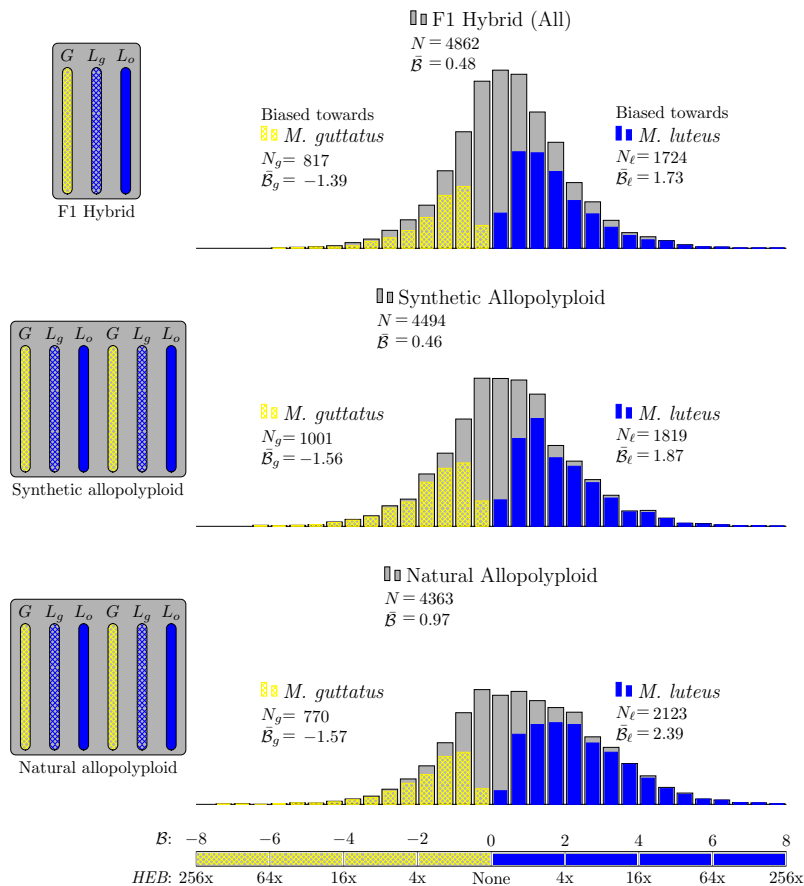 F1 Hybrid (All)
N = 4862
B̄ = 0.48
G L_g L_o
F1 Hybrid
Biased towards
M. guttatus
N_g = 817
B̄_g = −1.39
Biased towards
M. luteus
N_ℓ = 1724
B̄_ℓ = 1.73
Synthetic Allopolyploid
N = 4494
B̄ = 0.46
G L_g L_o G L_g L_o
Synthetic allopolyploid
M. guttatus
N_g = 1001
B̄_g = −1.56
M. luteus
N_ℓ = 1819
B̄_ℓ = 1.87
Natural Allopolyploid
N = 4363
B̄ = 0.97
G L_g L_o G L_g L_o
Natural allopolyploid
M. guttatus
N_g = 770
B̄_g = −1.57
M. luteus
N_ℓ = 2123
B̄_ℓ = 2.39
B: −8 −6 −4 −2 0 2 4 6 8
HEB: 256x 64x 16x 4x None 4x 16x 64x 256x